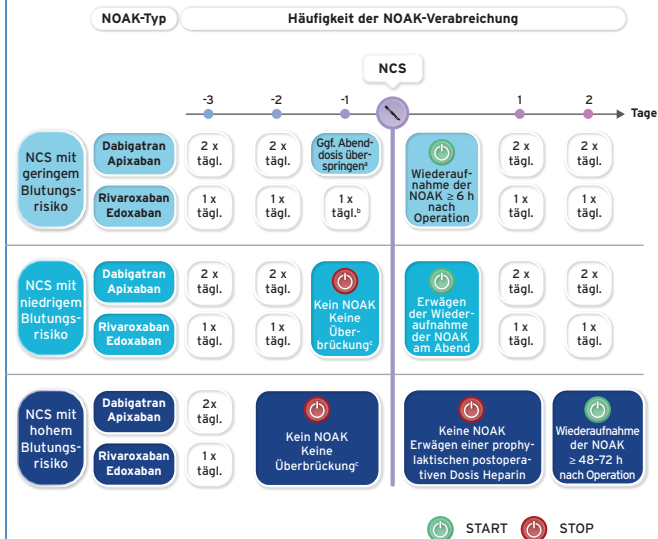 NOAK-Typ
Häufigkeit der NOAK-Verabreichung
NCS
-3
-2
-1
1
2
Tage
NCS mit
geringem
Blutungs-
risiko
Dabigatran
Apixaban
2 x
tägl.
2 x
tägl.
Ggf. Abend-
dosis über-
springenᵃ
Wiederauf-
nahme der
NOAK ≥ 6 h
nach
Operation
2 x
tägl.
2 x
tägl.
Rivaroxaban
Edoxaban
1 x
tägl.
1 x
tägl.
1 x
tägl.ᵇ
1 x
tägl.
1 x
tägl.
NCS mit
niedrigem
Blutungs-
risiko
Dabigatran
Apixaban
2 x
tägl.
2 x
tägl.
Kein NOAK
Keine
Über-
brückungᶜ
Erwägen
der Wieder-
aufnahme
der NOAK
am Abend
2 x
tägl.
2 x
tägl.
Rivaroxaban
Edoxaban
1 x
tägl.
1 x
tägl.
1 x
tägl.
1 x
tägl.
NCS mit
hohem
Blutungs-
risiko
Dabigatran
Apixaban
2x
tägl.
Kein NOAK
Keine
Überbrückungᶜ
Keine NOAK
Erwägen einer prophy-
laktischen postopera-
tiven Dosis Heparin
Wiederaufnahme
der NOAK
≥ 48–72 h
nach Operation
Rivaroxaban
Edoxaban
1 x
tägl.
START
STOP